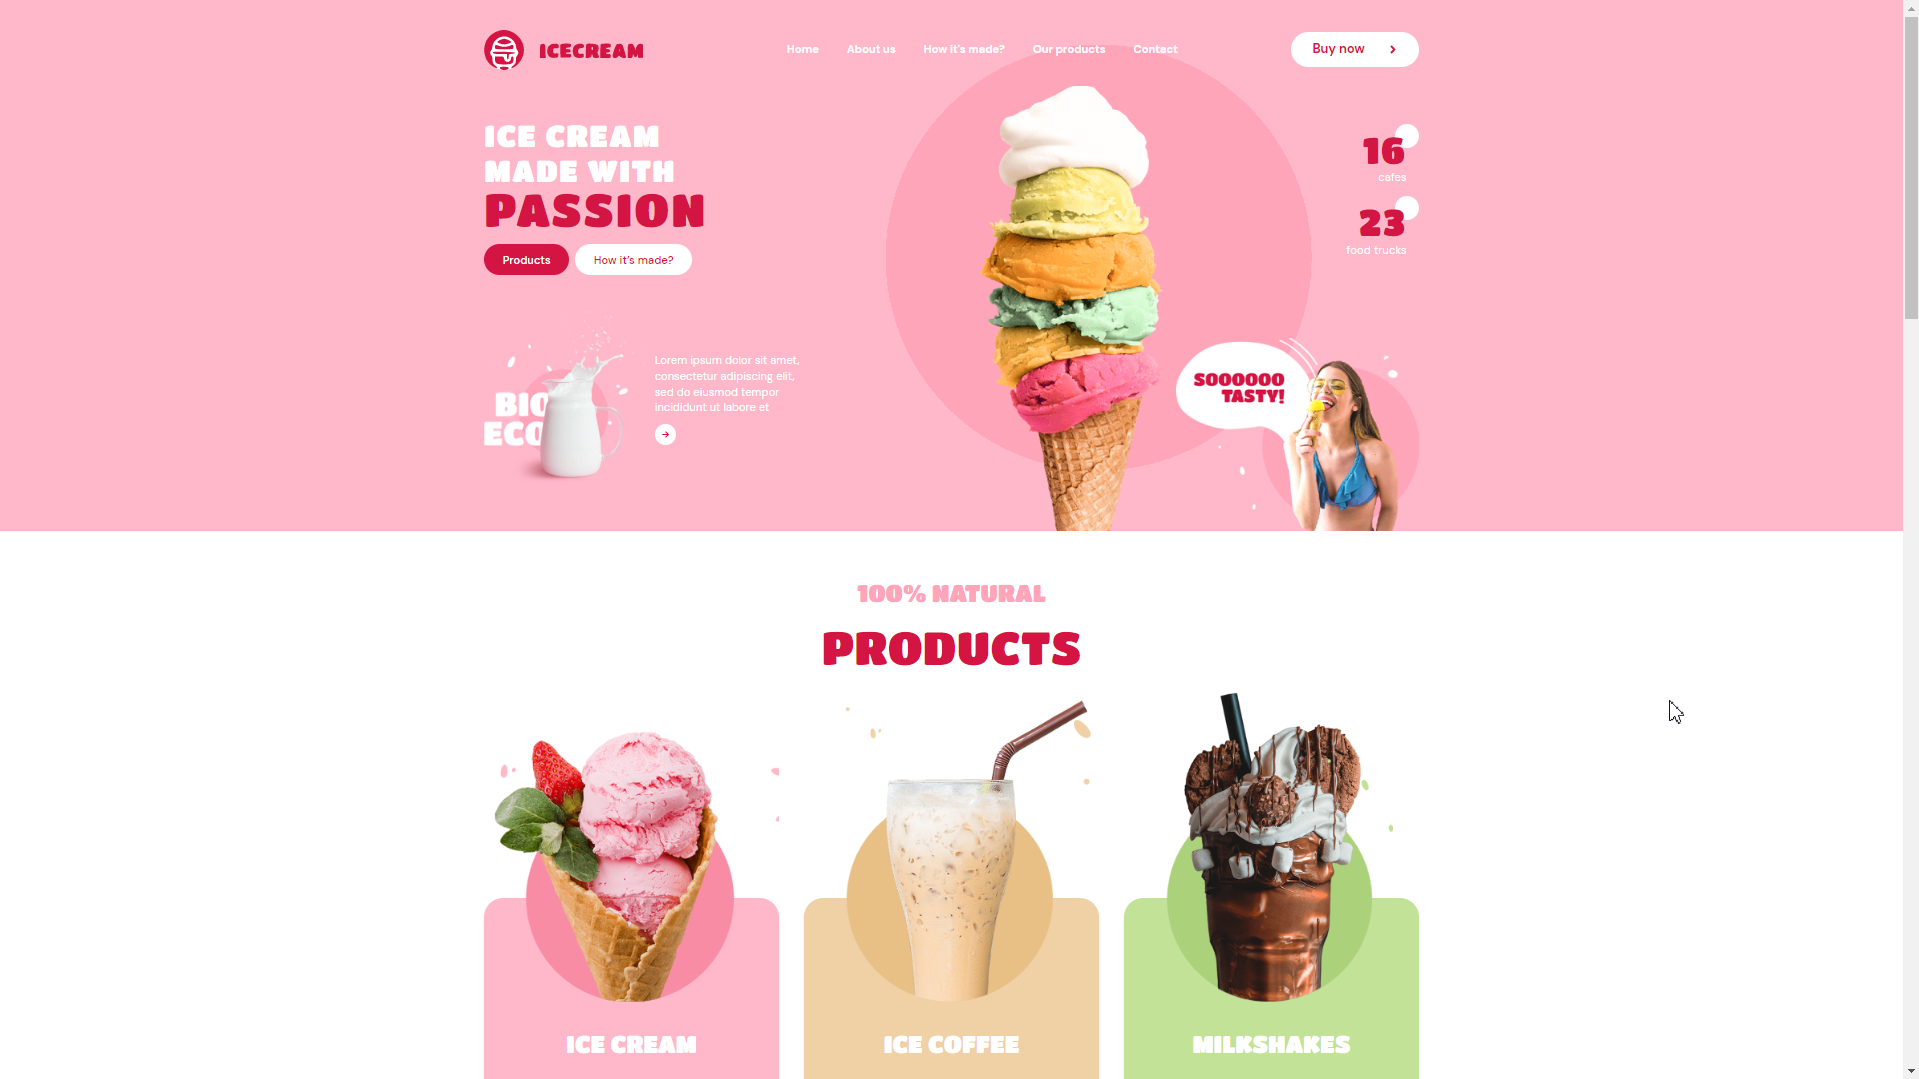 ICECREAM
Home
About us
How it's made?
Our products
Contact
Buy now
ICE CREAM
MADE WITH
PASSION
Products
How it's made?
16
cafes
23
food trucks
BIO
ECO
Lorem ipsum dolor sit amet,
consectetur adipiscing elit,
sed do eiusmod tempor
incididunt ut labore et
SOOOOOO
TASTY!
100% NATURAL
PRODUCTS
ICE CREAM
ICE COFFEE
MILKSHAKES